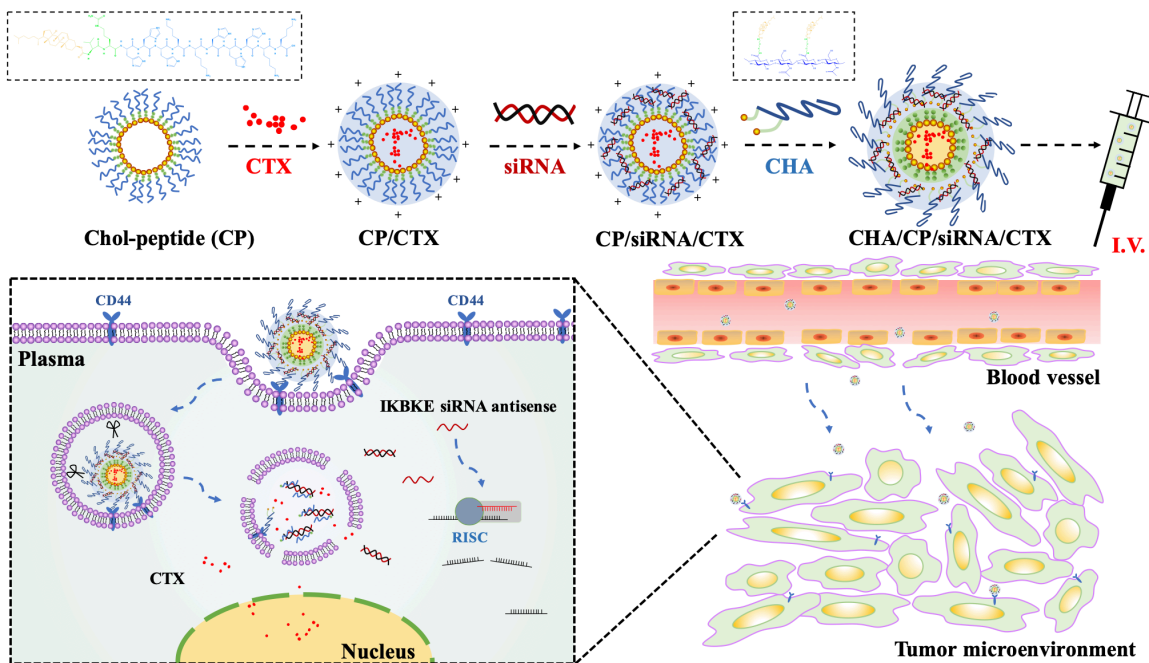 CTX
siRNA
CHA
Chol-peptide (CP)
CP/CTX
CP/siRNA/CTX
CHA/CP/siRNA/CTX
I.V.
CD44
CD44
Plasma
IKBKE siRNA antisense
RISC
CTX
Nucleus
Blood vessel
Tumor microenvironment